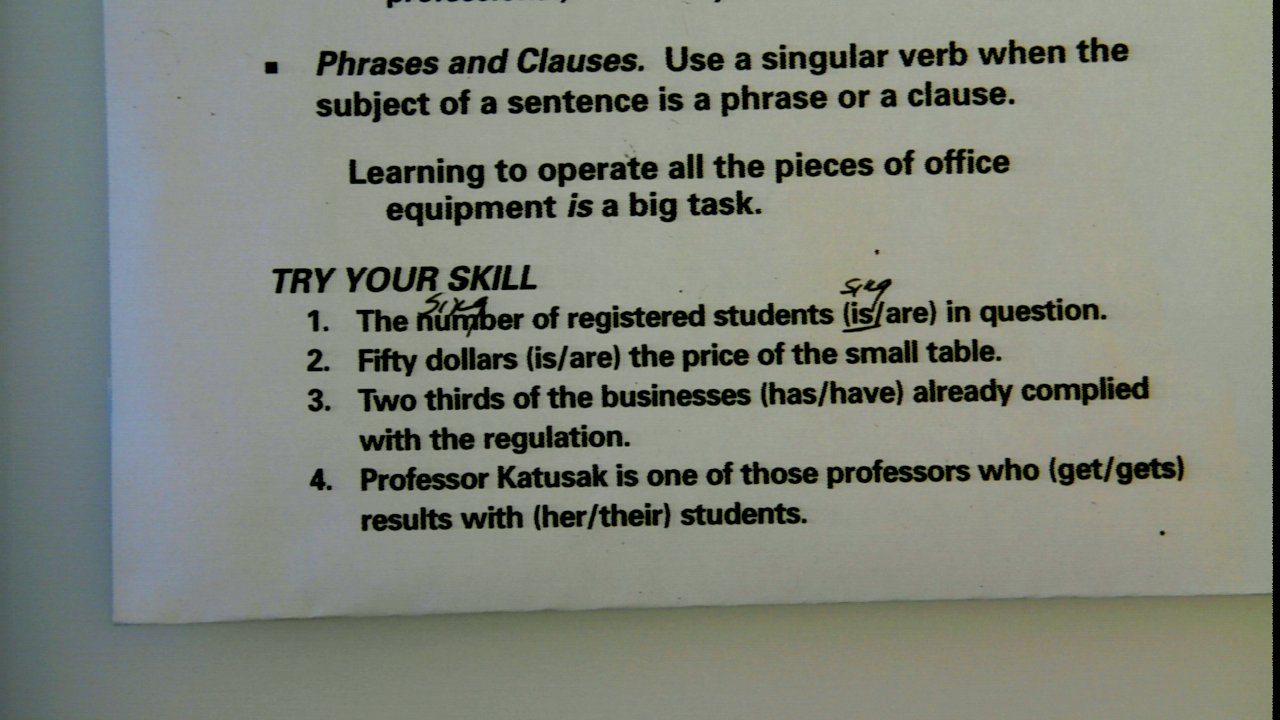 ▪ Phrases and Clauses. Use a singular verb when the
subject of a sentence is a phrase or a clause.
Learning to operate all the pieces of office
equipment is a big task.
TRY YOUR SKILL
sing sing
1. The number of registered students (is/are) in question.
2. Fifty dollars (is/are) the price of the small table.
3. Two thirds of the businesses (has/have) already complied
with the regulation.
4. Professor Katusak is one of those professors who (get/gets)
results with (her/their) students.